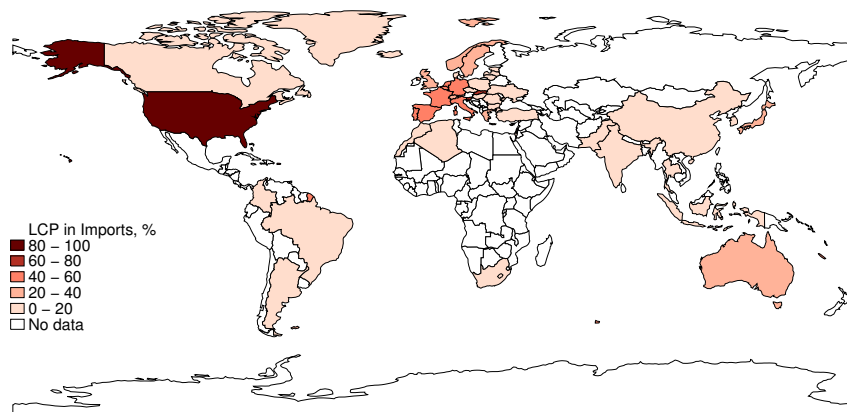 LCP in Imports, %
80 – 100
60 – 80
40 – 60
20 – 40
0 – 20
No data